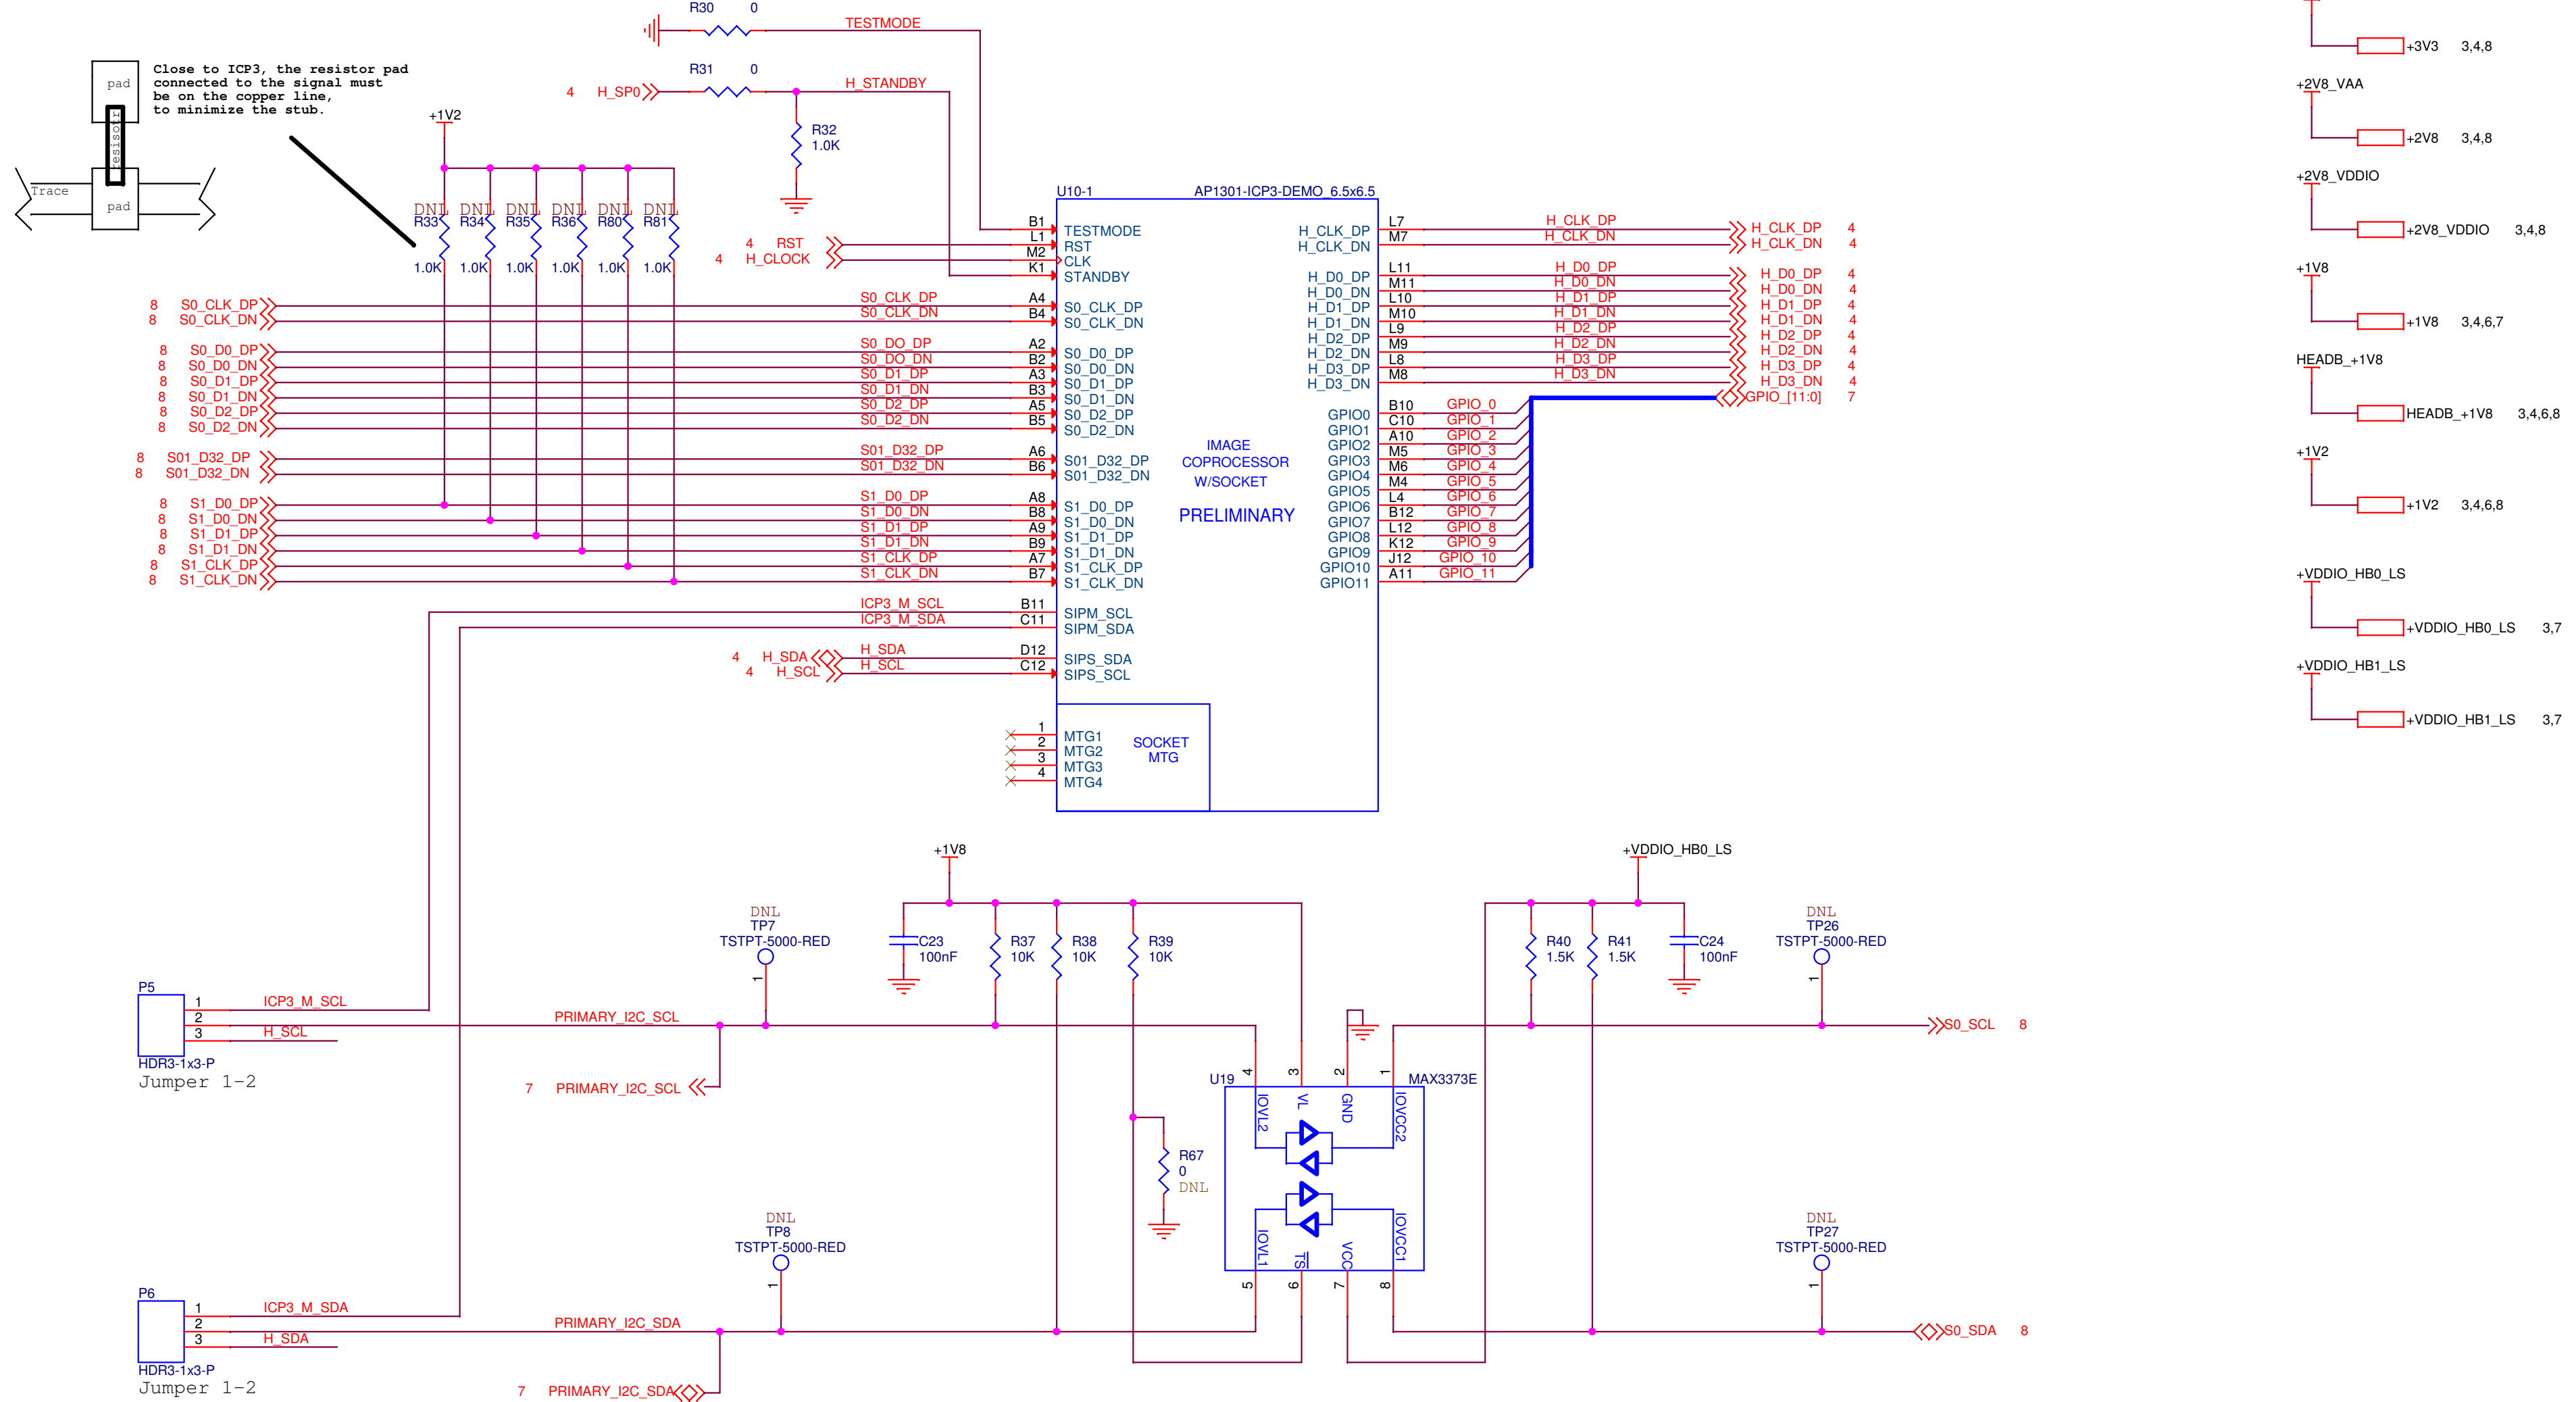 R30 0
TESTMODE
R31 0
4 H_SP0
H_STANDBY
R32
1.0K
Close to ICP3, the resistor pad
connected to the signal must
be on the copper line,
to minimize the stub.
pad
resisotr
Trace
pad
+1V2
DNL DNL DNL DNL DNL DNL
R33 R34 R35 R36 R80 R81
1.0K 1.0K 1.0K 1.0K 1.0K 1.0K
4 RST
4 H_CLOCK
U10-1
AP1301-ICP3-DEMO_6.5x6.5
B1 TESTMODE
L1 RST
M2 CLK
K1 STANDBY
8 S0_CLK_DP S0_CLK_DP A4 S0_CLK_DP
8 S0_CLK_DN S0_CLK_DN B4 S0_CLK_DN
8 S0_D0_DP S0_DO_DP A2 S0_D0_DP
8 S0_D0_DN S0_DO_DN B2 S0_D0_DN
8 S0_D1_DP S0_D1_DP A3 S0_D1_DP
8 S0_D1_DN S0_D1_DN B3 S0_D1_DN
8 S0_D2_DP S0_D2_DP A5 S0_D2_DP
8 S0_D2_DN S0_D2_DN B5 S0_D2_DN
8 S01_D32_DP S01_D32_DP A6 S01_D32_DP
8 S01_D32_DN S01_D32_DN B6 S01_D32_DN
8 S1_D0_DP S1_D0_DP A8 S1_D0_DP
8 S1_D0_DN S1_D0_DN B8 S1_D0_DN
8 S1_D1_DP S1_D1_DP A9 S1_D1_DP
8 S1_D1_DN S1_D1_DN B9 S1_D1_DN
8 S1_CLK_DP S1_CLK_DP A7 S1_CLK_DP
8 S1_CLK_DN S1_CLK_DN B7 S1_CLK_DN
ICP3_M_SCL B11 SIPM_SCL
ICP3_M_SDA C11 SIPM_SDA
4 H_SDA H_SDA D12 SIPS_SDA
4 H_SCL H_SCL C12 SIPS_SCL
1 MTG1
2 MTG2
3 MTG3
4 MTG4
SOCKET
MTG
IMAGE
COPROCESSOR
W/SOCKET
PRELIMINARY
H_CLK_DP L7 H_CLK_DP H_CLK_DP 4
H_CLK_DN M7 H_CLK_DN H_CLK_DN 4
H_D0_DP L11 H_D0_DP H_D0_DP 4
H_D0_DN M11 H_D0_DN H_D0_DN 4
H_D1_DP L10 H_D1_DP H_D1_DP 4
H_D1_DN M10 H_D1_DN H_D1_DN 4
H_D2_DP L9 H_D2_DP H_D2_DP 4
H_D2_DN M9 H_D2_DN H_D2_DN 4
H_D3_DP L8 H_D3_DP H_D3_DP 4
H_D3_DN M8 H_D3_DN H_D3_DN 4
GPIO_[11:0] 7
GPIO0 B10 GPIO_0
GPIO1 C10 GPIO_1
GPIO2 A10 GPIO_2
GPIO3 M5 GPIO_3
GPIO4 M6 GPIO_4
GPIO5 M4 GPIO_5
GPIO6 L4 GPIO_6
GPIO7 B12 GPIO_7
GPIO8 L12 GPIO_8
GPIO9 K12 GPIO_9
GPIO10 J12 GPIO_10
GPIO11 A11 GPIO_11
+3V3 3,4,8
+2V8_VAA
+2V8 3,4,8
+2V8_VDDIO
+2V8_VDDIO 3,4,8
+1V8
+1V8 3,4,6,7
HEADB_+1V8
HEADB_+1V8 3,4,6,8
+1V2
+1V2 3,4,6,8
+VDDIO_HB0_LS
+VDDIO_HB0_LS 3,7
+VDDIO_HB1_LS
+VDDIO_HB1_LS 3,7
+1V8
+VDDIO_HB0_LS
DNL
TP7
TSTPT-5000-RED
1
C23
100nF
R37
10K
R38
10K
R39
10K
R40
1.5K
R41
1.5K
C24
100nF
DNL
TP26
TSTPT-5000-RED
1
P5
1 ICP3_M_SCL
2
3 H_SCL
HDR3-1x3-P
Jumper 1-2
PRIMARY_I2C_SCL
7 PRIMARY_I2C_SCL
S0_SCL 8
U19
MAX3373E
4 3 2 1
IOVL2 VL GND IOVCC2
IOVL1 TS VCC IOVCC1
5 6 7 8
R67
0
DNL
DNL
TP8
TSTPT-5000-RED
1
DNL
TP27
TSTPT-5000-RED
1
P6
1 ICP3_M_SDA
2
3 H_SDA
HDR3-1x3-P
Jumper 1-2
PRIMARY_I2C_SDA
7 PRIMARY_I2C_SDA
S0_SDA 8